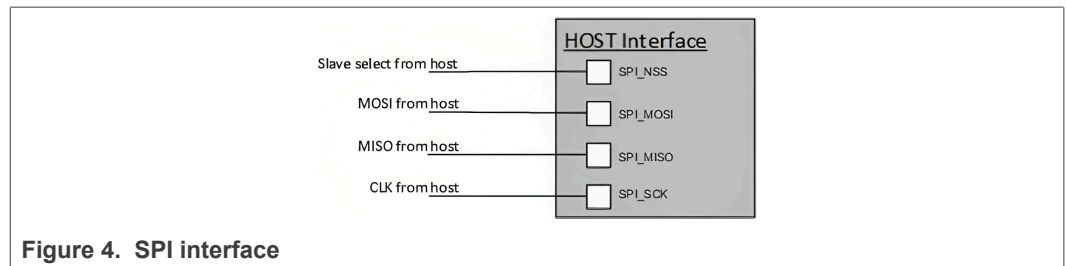 HOST Interface
Slave select from host
SPI_NSS
MOSI from host
SPI_MOSI
MISO from host
SPI_MISO
CLK from host
SPI_SCK
Figure 4. SPI interface